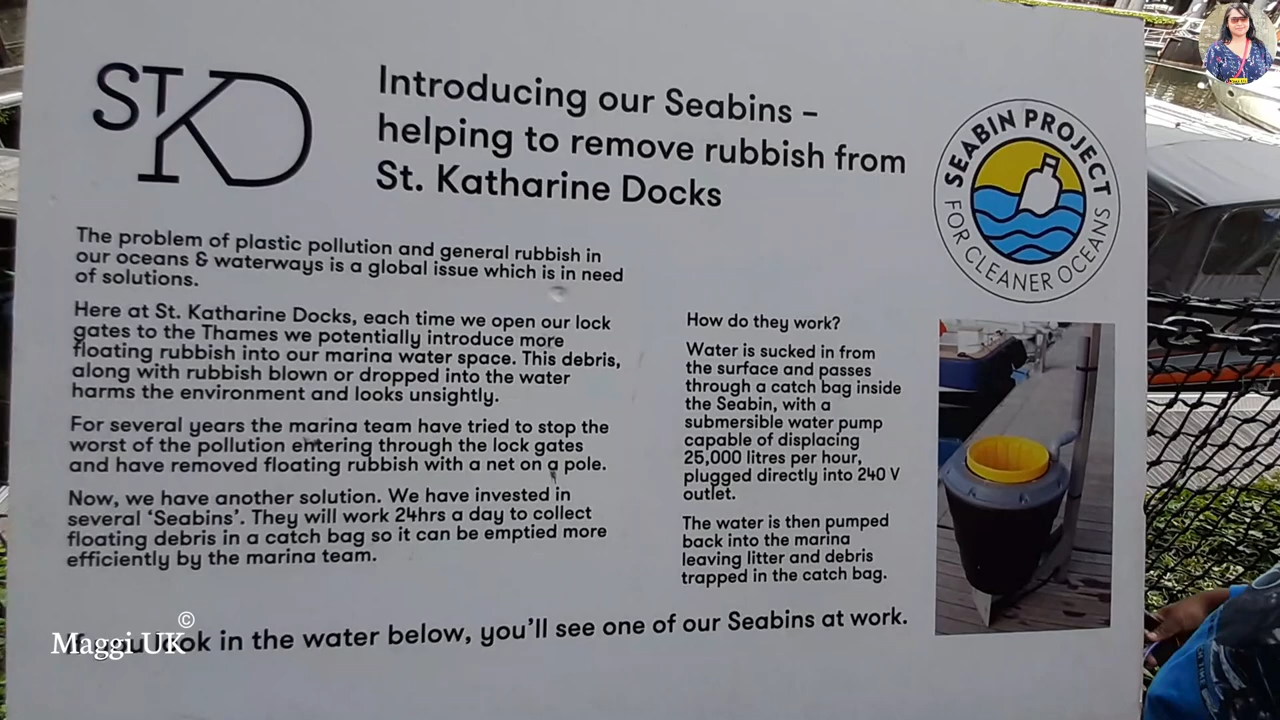 STKD
Introducing our Seabins –
helping to remove rubbish from
St. Katharine Docks
SEABIN PROJECT
FOR CLEANER OCEANS
The problem of plastic pollution and general rubbish in
our oceans & waterways is a global issue which is in need
of solutions.
Here at St. Katharine Docks, each time we open our lock
gates to the Thames we potentially introduce more
floating rubbish into our marina water space. This debris,
along with rubbish blown or dropped into the water
harms the environment and looks unsightly.
For several years the marina team have tried to stop the
worst of the pollution entering through the lock gates
and have removed floating rubbish with a net on a pole.
Now, we have another solution. We have invested in
several ‘Seabins’. They will work 24hrs a day to collect
floating debris in a catch bag so it can be emptied more
efficiently by the marina team.
How do they work?
Water is sucked in from
the surface and passes
through a catch bag inside
the Seabin, with a
submersible water pump
capable of displacing
25,000 litres per hour,
plugged directly into 240 V
outlet.
The water is then pumped
back into the marina
leaving litter and debris
trapped in the catch bag.
look in the water below, you’ll see one of our Seabins at work.
Maggi UK©